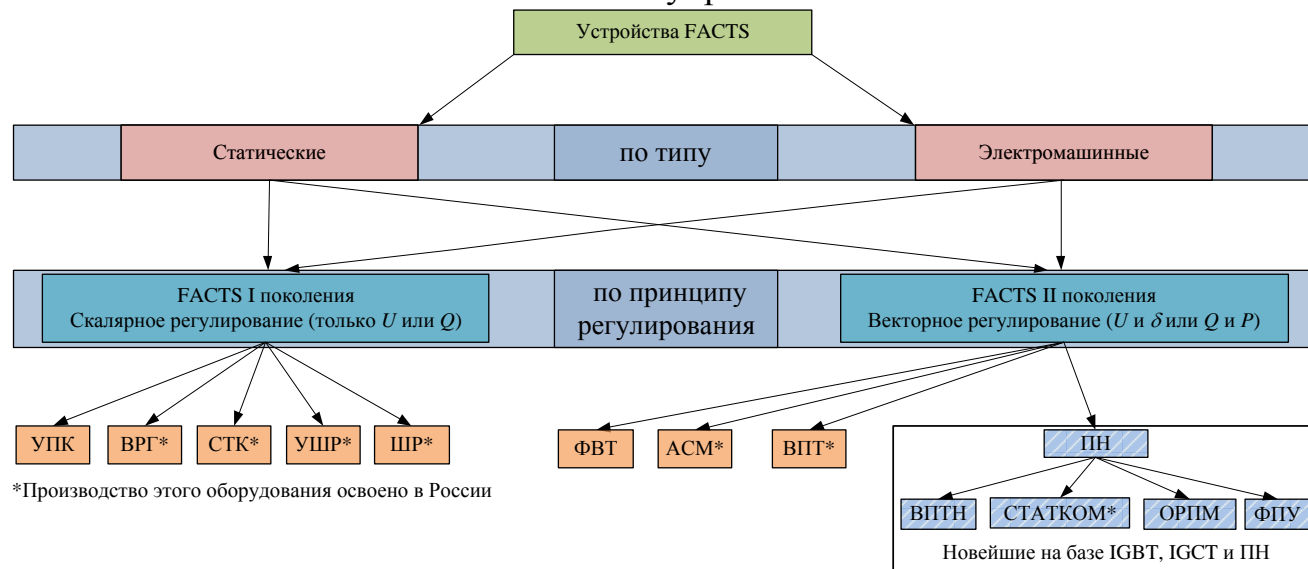 Устройства FACTS
Статические
по типу
Электромашинные
FACTS I поколения
Скалярное регулирование (только U или Q)
по принципу
регулирования
FACTS II поколения
Векторное регулирование (U и δ или Q и P)
УПК
ВРГ*
СТК*
УШР*
ШР*
ФВТ
АСМ*
ВПТ*
ПН
*Производство этого оборудования освоено в России
ВПТН
СТАТКОМ*
ОРПМ
ФПУ
Новейшие на базе IGBT, IGCT и ПН